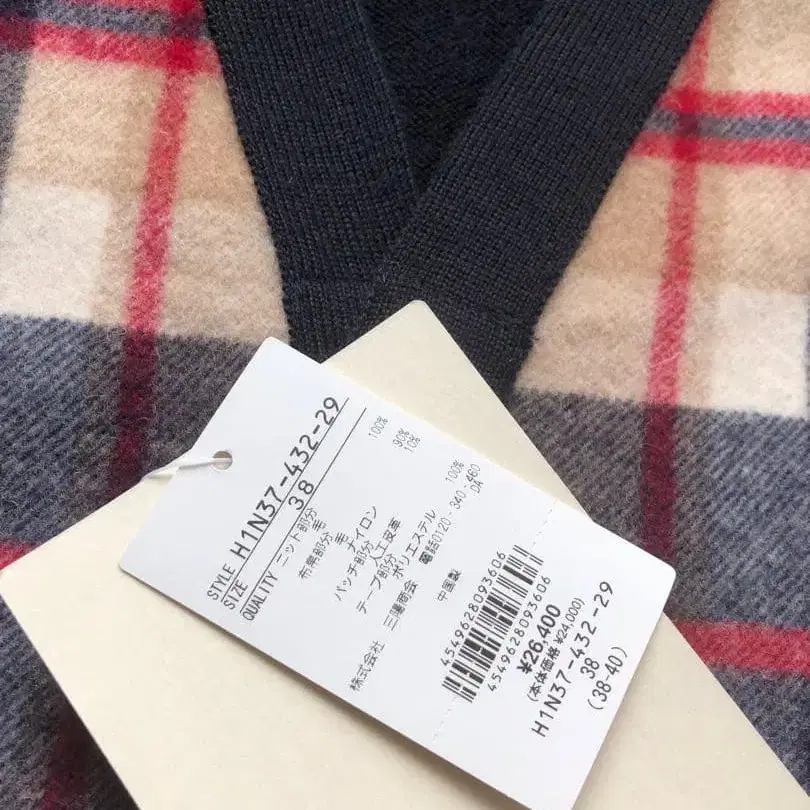 STYLE H1N37-432-29
SIZE 38
QUALITY ニット部分
毛 100%
布帛部分
毛 90%
ナイロン 10%
パッチ部分
人工皮革
テープ部分
ポリエステル 100%
株式会社 三陽商会 電話0120-340-460
DA
中国製
4549628093606
4549628093606
¥26,400
(本体価格 ¥24,000)
H1N37-432-29
38
(38-40)